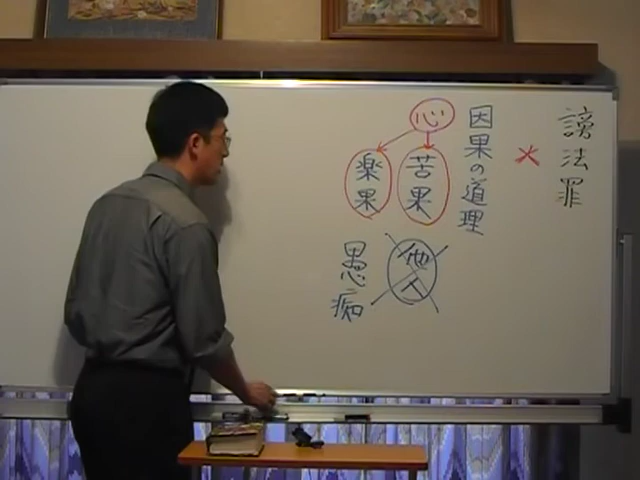 謗法罪
×
因果の道理
心
苦果
楽果
他人
愚痴